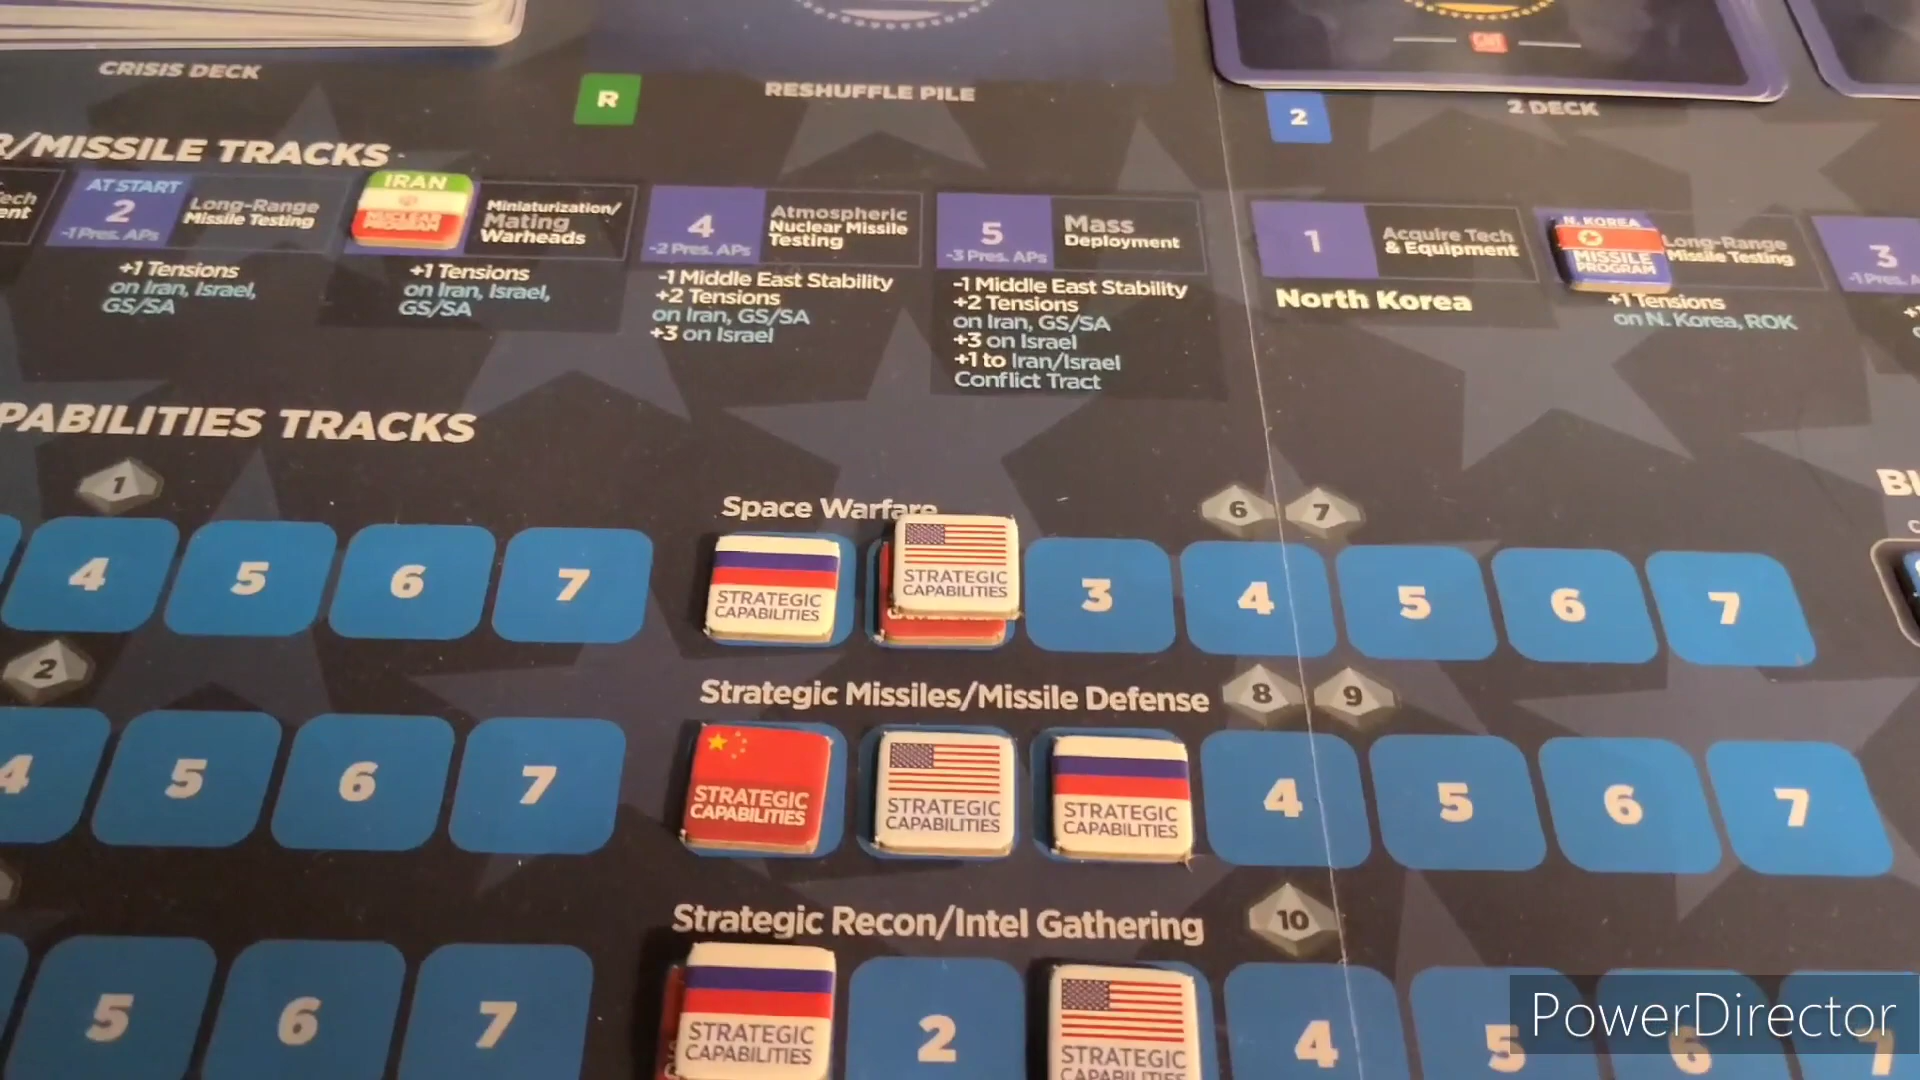 CRISIS DECK
RESHUFFLE PILE
R
2
2 DECK
R/MISSILE TRACKS
AT START
2
-1 Pres. APs
Long-Range
Missile Testing
+1 Tensions
on Iran, Israel,
GS/SA
IRAN
NUCLEAR
PROGRAM
Miniaturization/
Mating
Warheads
+1 Tensions
on Iran, Israel,
GS/SA
4
-2 Pres. APs
Atmospheric
Nuclear Missile
Testing
-1 Middle East Stability
+2 Tensions
on Iran, GS/SA
+3 on Israel
5
-3 Pres. APs
Mass
Deployment
-1 Middle East Stability
+2 Tensions
on Iran, GS/SA
+3 on Israel
+1 to Iran/Israel
Conflict Tract
1
Acquire Tech
& Equipment
North Korea
N. KOREA
MISSILE
PROGRAM
Long-Range
Missile Testing
+1 Tensions
on N. Korea, ROK
3
PABILITIES TRACKS
1
4 5 6 7
2
4 5 6 7
5 6 7
Space Warfare
6 7
STRATEGIC
CAPABILITIES
STRATEGIC
CAPABILITIES
3 4 5 6 7
Strategic Missiles/Missile Defense
8 9
STRATEGIC
CAPABILITIES
STRATEGIC
CAPABILITIES
STRATEGIC
CAPABILITIES
4 5 6 7
Strategic Recon/Intel Gathering
10
STRATEGIC
CAPABILITIES
2
STRATEGIC
CAPABILITIES
4 5 6 7
PowerDirector